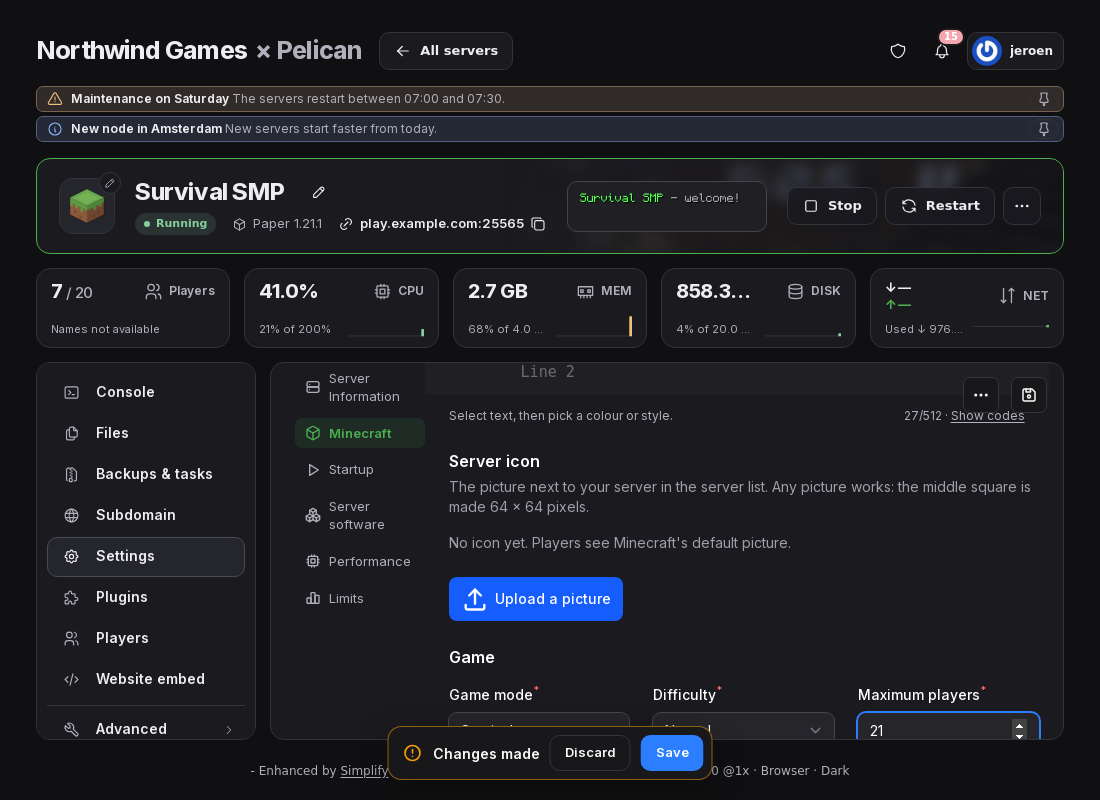 Northwind Games × Pelican
All servers
15
jeroen
Maintenance on Saturday The servers restart between 07:00 and 07:30.
New node in Amsterdam New servers start faster from today.
Survival SMP
Running
Paper 1.21.1
play.example.com:25565
Survival SMP — welcome!
Stop
Restart
7 / 20
Players
Names not available
41.0%
CPU
21% of 200%
2.7 GB
MEM
68% of 4.0 ...
858.3...
DISK
4% of 20.0 ...
↓—
↑—
NET
Used ↓ 976....
Console
Files
Backups & tasks
Subdomain
Settings
Plugins
Players
Website embed
Advanced
Server
Information
Minecraft
Startup
Server
software
Performance
Limits
Line 2
Select text, then pick a colour or style.
27/512 · Show codes
Server icon
The picture next to your server in the server list. Any picture works: the middle square is
made 64 × 64 pixels.
No icon yet. Players see Minecraft's default picture.
Upload a picture
Game
Game mode*
Difficulty*
Maximum players*
21
Changes made
Discard
Save
- Enhanced by Simplify
0 @1x · Browser · Dark